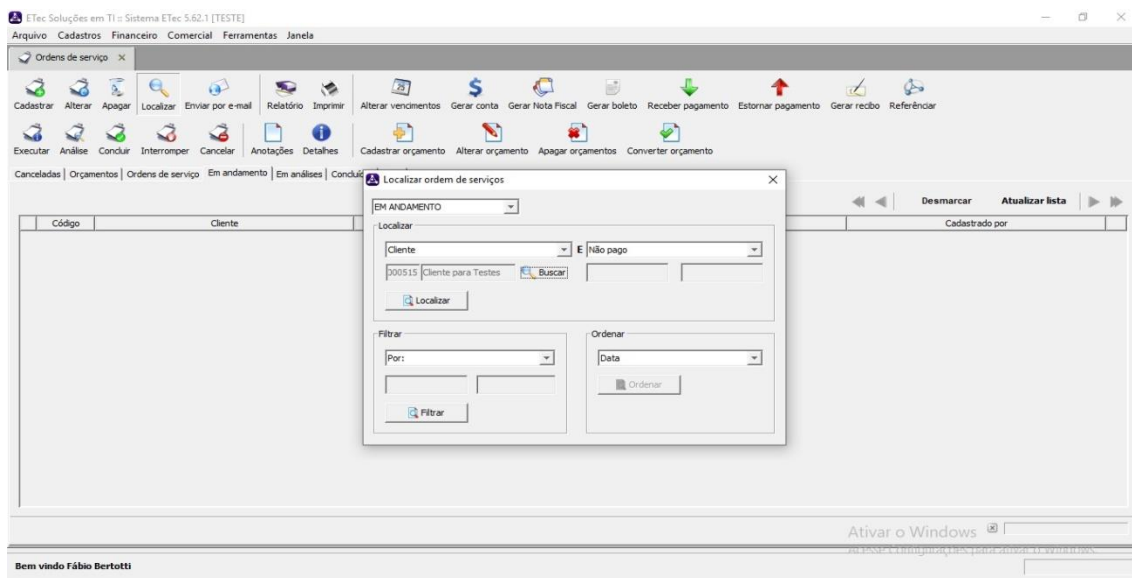 ETec Soluções em TI :: Sistema ETec 5.62.1 [TESTE]
Arquivo Cadastros Financeiro Comercial Ferramentas Janela
Ordens de serviço
Cadastrar Alterar Apagar Localizar Enviar por e-mail Relatório Imprimir Alterar vencimentos Gerar conta Gerar Nota Fiscal Gerar boleto Receber pagamento Estornar pagamento Gerar recibo Referênciar
Executar Análise Concluir Interromper Cancelar Anotações Detalhes Cadastrar orçamento Alterar orçamento Apagar orçamentos Converter orçamento
Canceladas Orçamentos Ordens de serviço Em andamento Em análises
Localizar ordem de serviços
EM ANDAMENTO
Desmarcar Atualizar lista
Código Cliente Cadastrado por
Localizar
Cliente E Não pago
000515 Cliente para Testes Buscar
Localizar
Filtrar Ordenar
Por: Data
Ordenar
Filtrar
Ativar o Windows
Acesse Configurações para ativar o Windows.
Bem vindo Fábio Bertotti